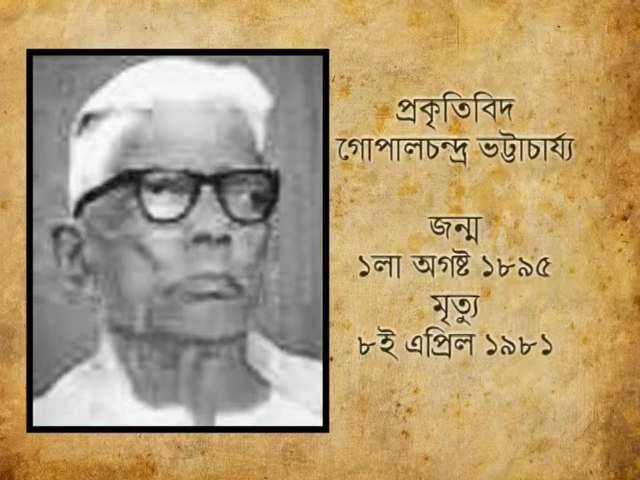 প্রকৃতিবিদ
গোপালচন্দ্র ভট্টাচার্য্য
জন্ম
১লা অগষ্ট ১৮৯৫
মৃত্যু
৮ই এপ্রিল ১৯৮১